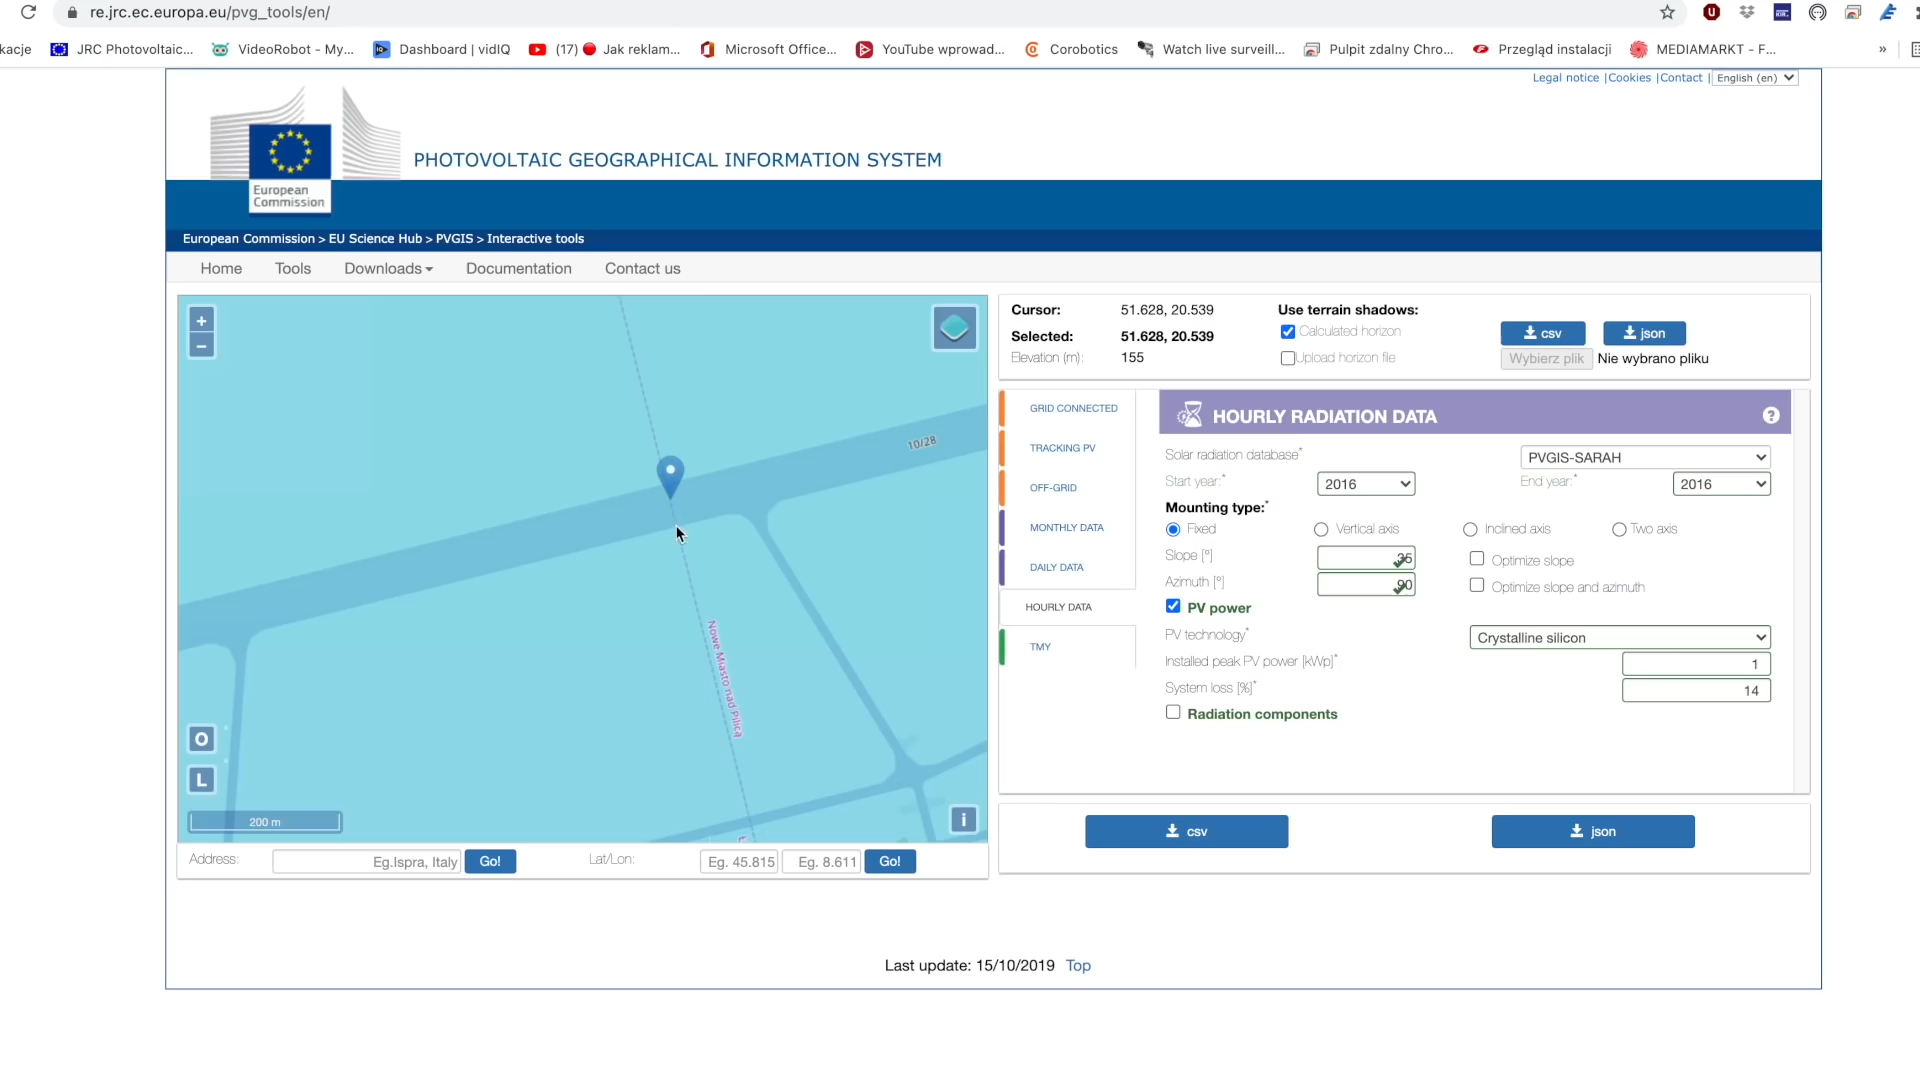 re.jrc.ec.europa.eu/pvg_tools/en/
kacje JRC Photovoltaic... VideoRobot - My... Dashboard | vidIQ (17) Jak reklam... Microsoft Office... YouTube wprowad... Corobotics Watch live surveill... Pulpit zdalny Chro... Przegląd instalacji MEDIAMARKT - F... »
Legal notice |Cookies |Contact | English (en)
PHOTOVOLTAIC GEOGRAPHICAL INFORMATION SYSTEM
European
Commission
European Commission > EU Science Hub > PVGIS > Interactive tools
Home Tools Downloads Documentation Contact us
+
−
10/28
Nowe Miasto nad Pilicą
O
L
200 m
i
Address: Eg.Ispra, Italy Go! Lat/Lon: Eg. 45.815 Eg. 8.611 Go!
Cursor: 51.628, 20.539 Use terrain shadows:
Selected: 51.628, 20.539 Calculated horizon csv json
Elevation (m): 155 Upload horizon file Wybierz plik Nie wybrano pliku
GRID CONNECTED
TRACKING PV
OFF-GRID
MONTHLY DATA
DAILY DATA
HOURLY DATA
TMY
HOURLY RADIATION DATA ?
Solar radiation database* PVGIS-SARAH
Start year:* 2016 End year:* 2016
Mounting type:*
Fixed Vertical axis Inclined axis Two axis
Slope [°] 35 Optimize slope
Azimuth [°] 90 Optimize slope and azimuth
PV power
PV technology* Crystalline silicon
Installed peak PV power [kWp]* 1
System loss [%]* 14
Radiation components
csv json
Last update: 15/10/2019 Top